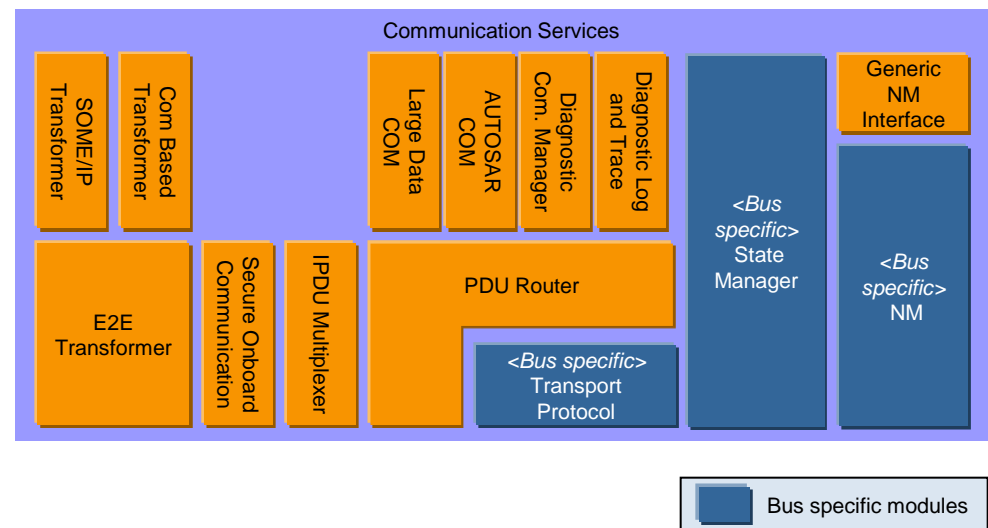 Communication Services
SOME/IP
Transformer
Com Based
Transformer
Large Data
COM
AUTOSAR
COM
Diagnostic
Com. Manager
Diagnostic Log
and Trace
<Bus
specific>
State
Manager
Generic
NM
Interface
E2E
Transformer
Secure Onboard
Communication
IPDU Multiplexer
PDU Router
<Bus specific>
Transport
Protocol
<Bus
specific>
NM
Bus specific modules